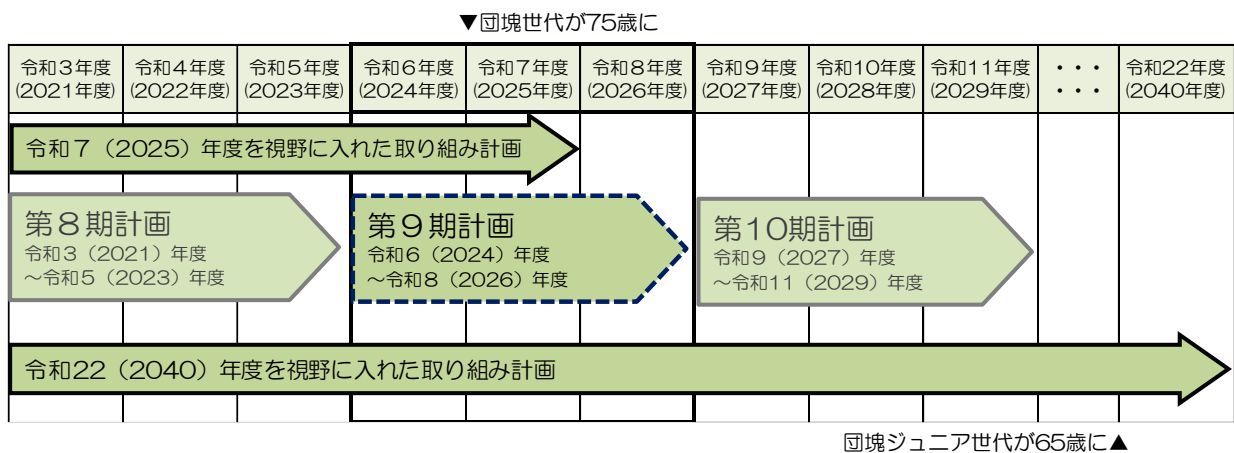 ▼団塊世代が75歳に
令和3年度 令和4年度 令和5年度 令和6年度 令和7年度 令和8年度 令和9年度 令和10年度 令和11年度 ・・・ 令和22年度
(2021年度) (2022年度) (2023年度) (2024年度) (2025年度) (2026年度) (2027年度) (2028年度) (2029年度) ・・・ (2040年度)
令和7（2025）年度を視野に入れた取り組み計画
第8期計画
令和3（2021）年度
～令和5（2023）年度
第9期計画
令和6（2024）年度
～令和8（2026）年度
第10期計画
令和9（2027）年度
～令和11（2029）年度
令和22（2040）年度を視野に入れた取り組み計画
団塊ジュニア世代が65歳に▲